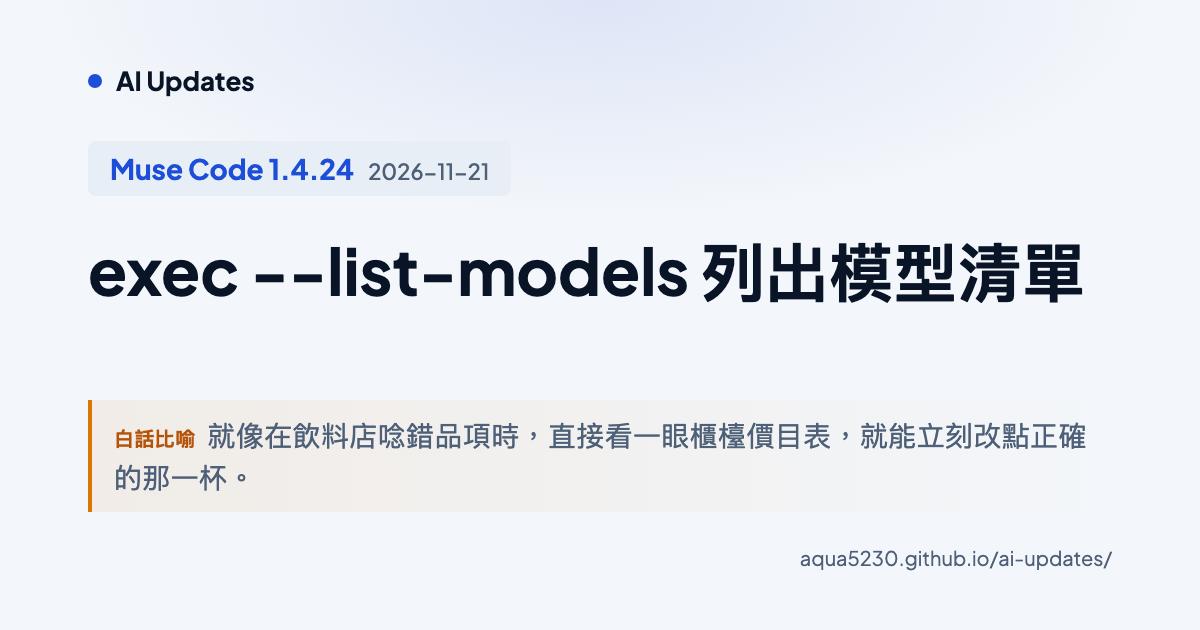 AI Updates
Muse Code 1.4.24 2026-11-21
exec --list-models 列出模型清單
白話比喻 就像在飲料店唸錯品項時，直接看一眼櫃檯價目表，就能立刻改點正確
的那一杯。
aqua5230.github.io/ai-updates/